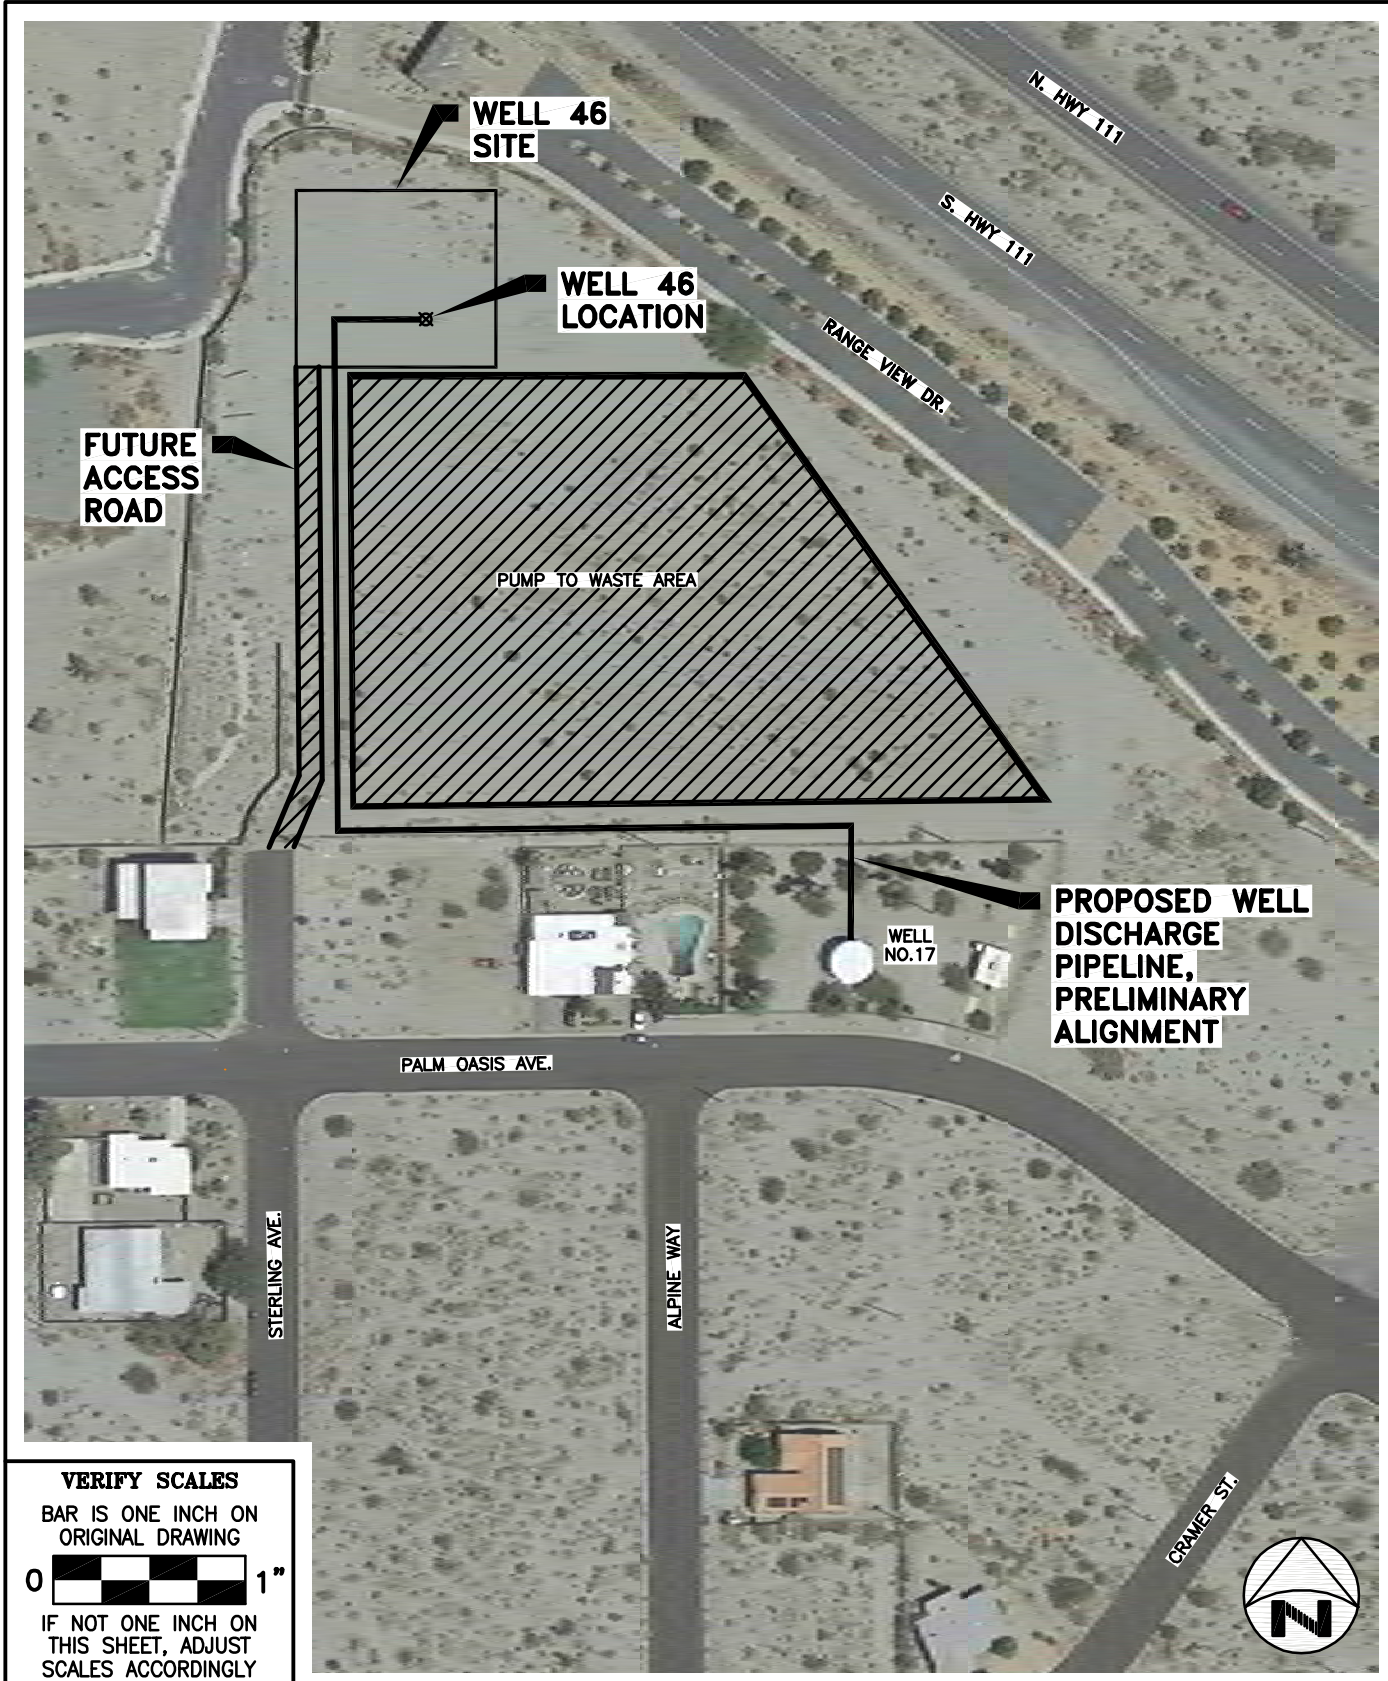 N. HWY 111
WELL 46
SITE
S. HWY 111
WELL 46
LOCATION
RANGE VIEW DR.
FUTURE
ACCESS
ROAD
PUMP TO WASTE AREA
PROPOSED WELL
DISCHARGE
PIPELINE,
PRELIMINARY
ALIGNMENT
WELL
NO.17
PALM OASIS AVE.
STERLING AVE.
ALPINE WAY
CRAMER ST.
VERIFY SCALES
BAR IS ONE INCH ON
ORIGINAL DRAWING
0 1"
IF NOT ONE INCH ON
THIS SHEET, ADJUST
SCALES ACCORDINGLY
N